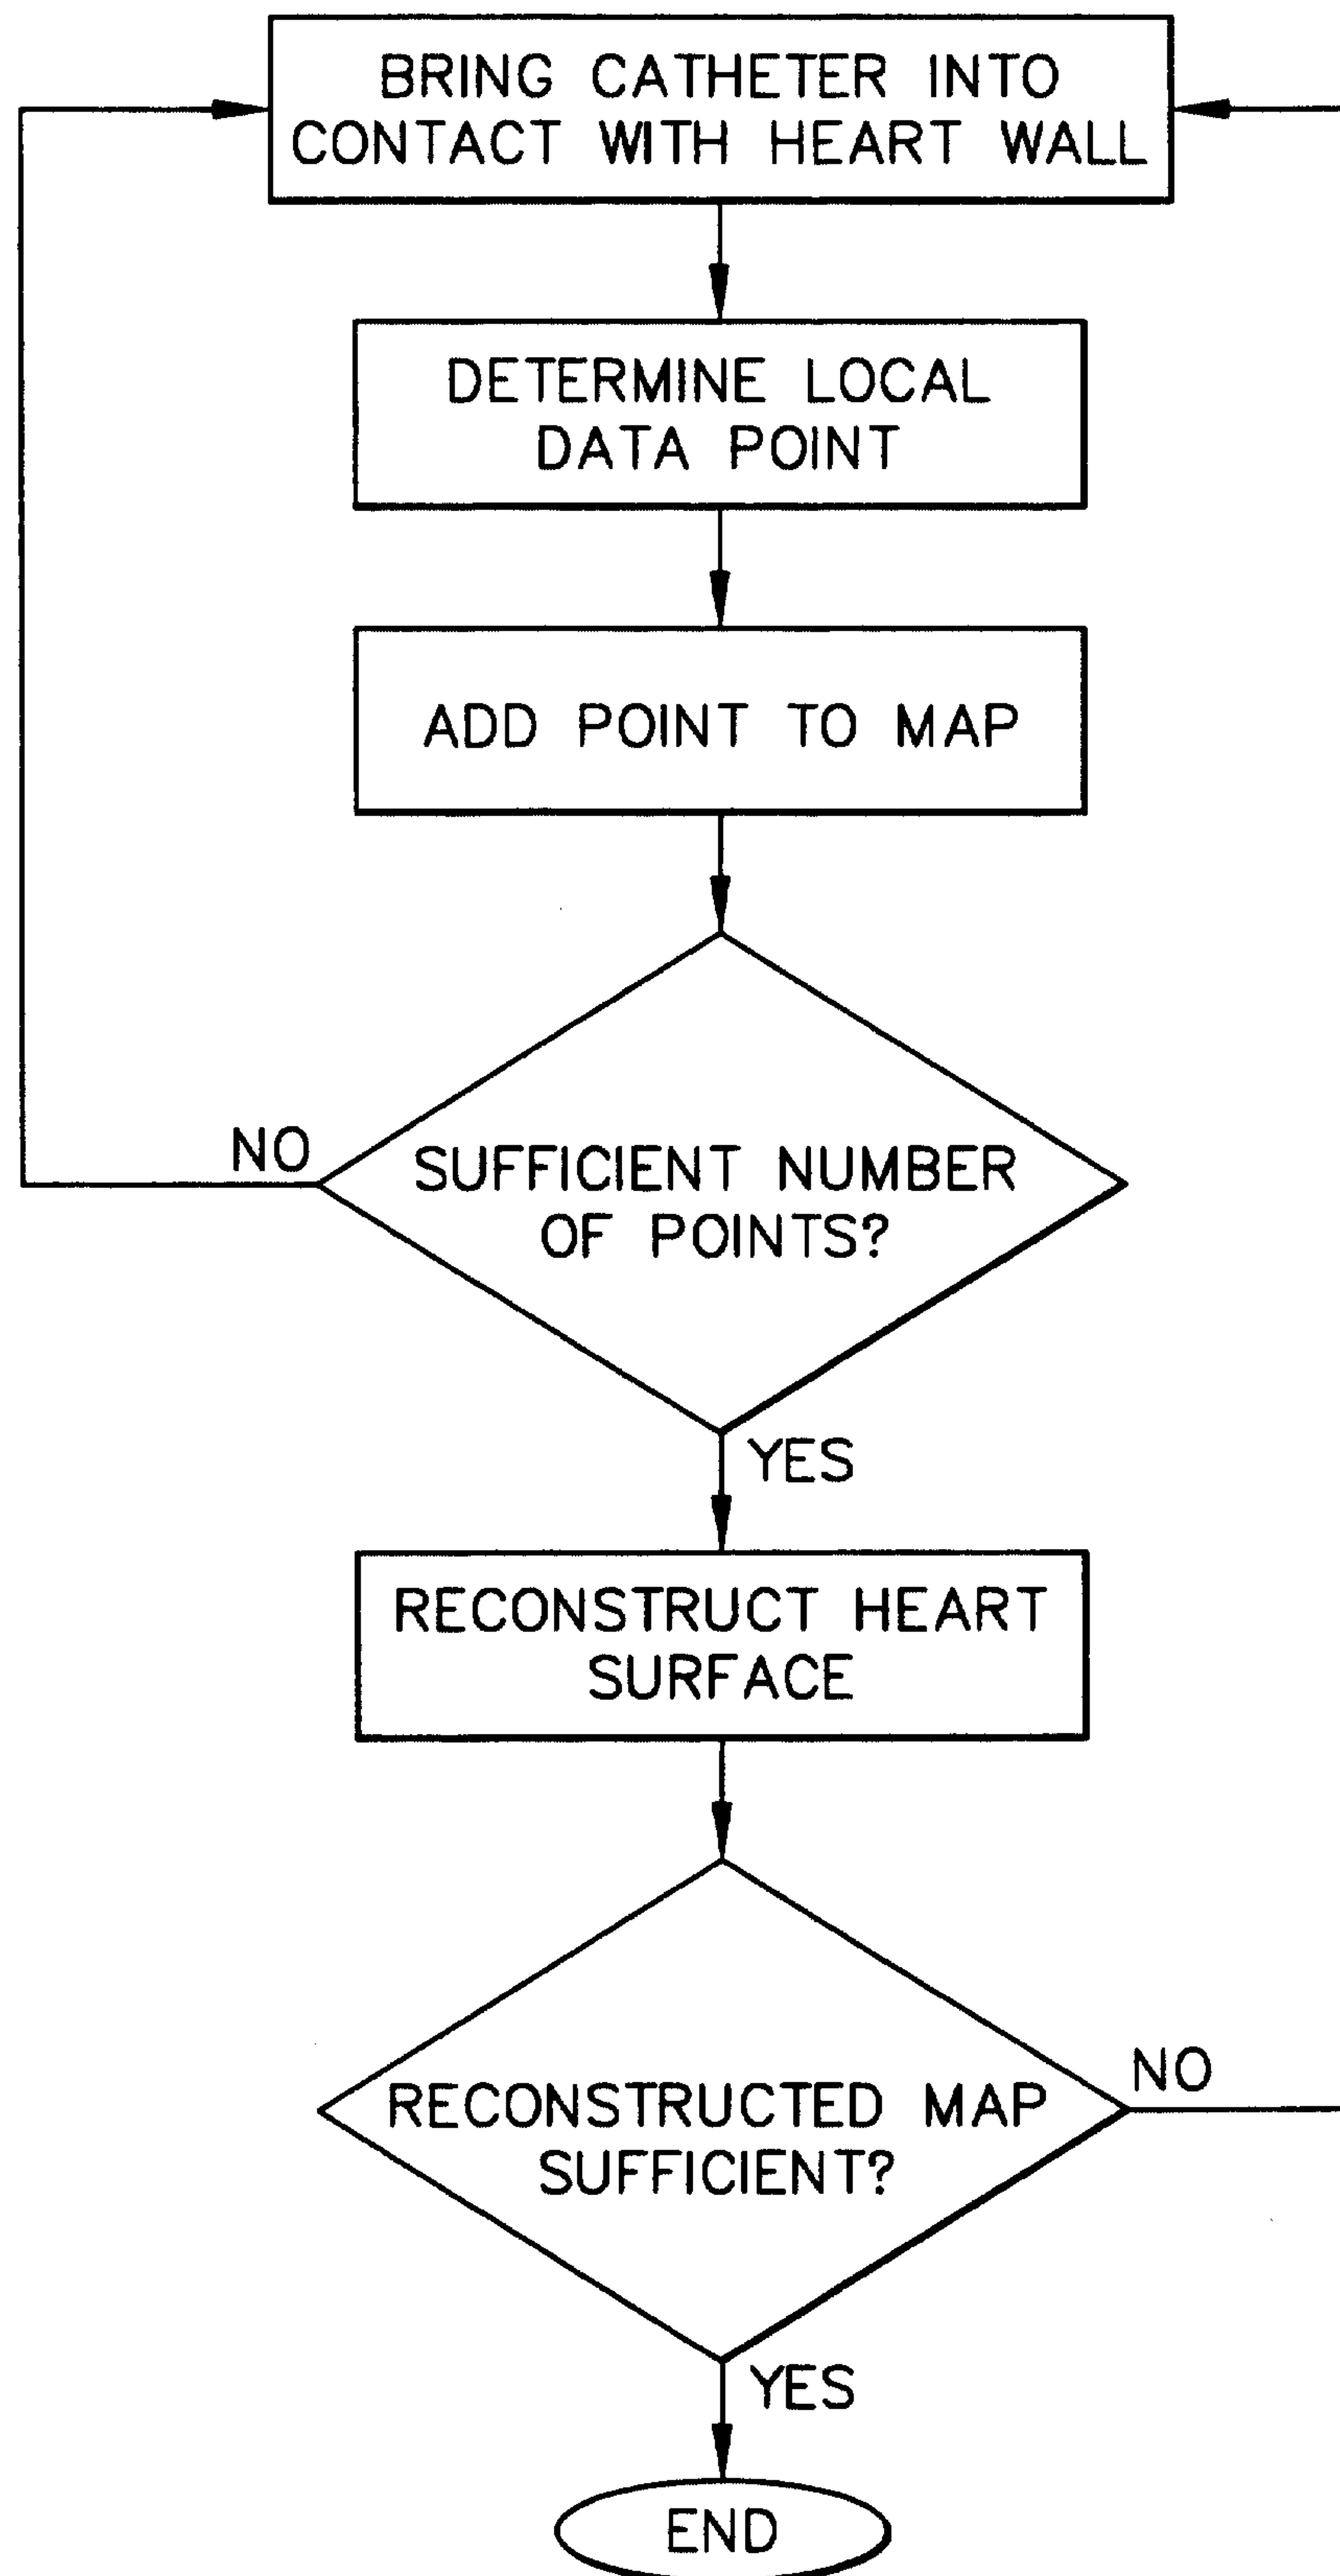 BRING CATHETER INTO
CONTACT WITH HEART WALL
DETERMINE LOCAL
DATA POINT
ADD POINT TO MAP
NO
SUFFICIENT NUMBER
OF POINTS?
YES
RECONSTRUCT HEART
SURFACE
NO
RECONSTRUCTED MAP
SUFFICIENT?
YES
END